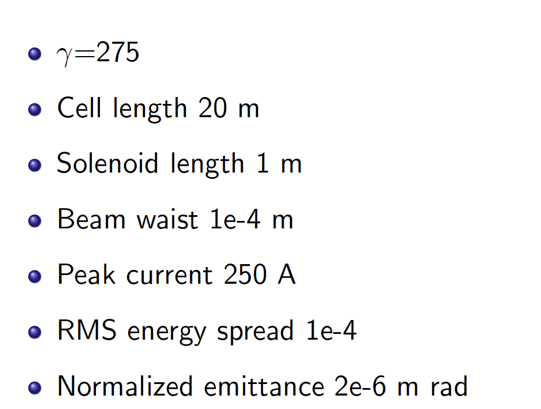 γ=275
Cell length 20 m
Solenoid length 1 m
Beam waist 1e-4 m
Peak current 250 A
RMS energy spread 1e-4
Normalized emittance 2e-6 m rad